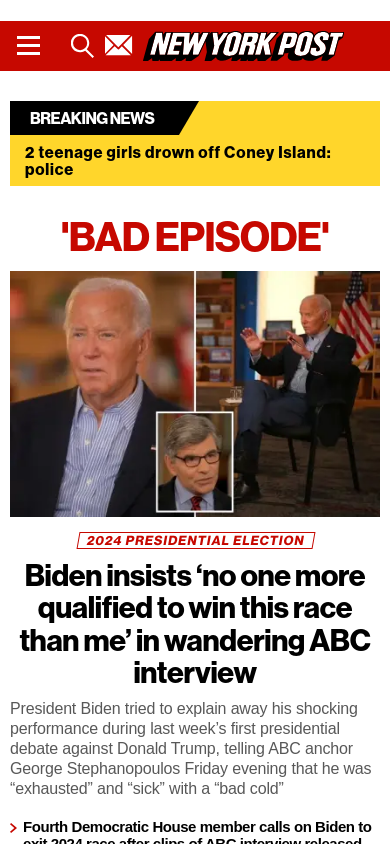 NEW YORK POST
BREAKING NEWS
2 teenage girls drown off Coney Island:
police
'BAD EPISODE'
2024 PRESIDENTIAL ELECTION
Biden insists ‘no one more
qualified to win this race
than me’ in wandering ABC
interview
President Biden tried to explain away his shocking
performance during last week’s first presidential
debate against Donald Trump, telling ABC anchor
George Stephanopoulos Friday evening that he was
“exhausted” and “sick” with a “bad cold”
Fourth Democratic House member calls on Biden to
exit 2024 race after clips of ABC interview released